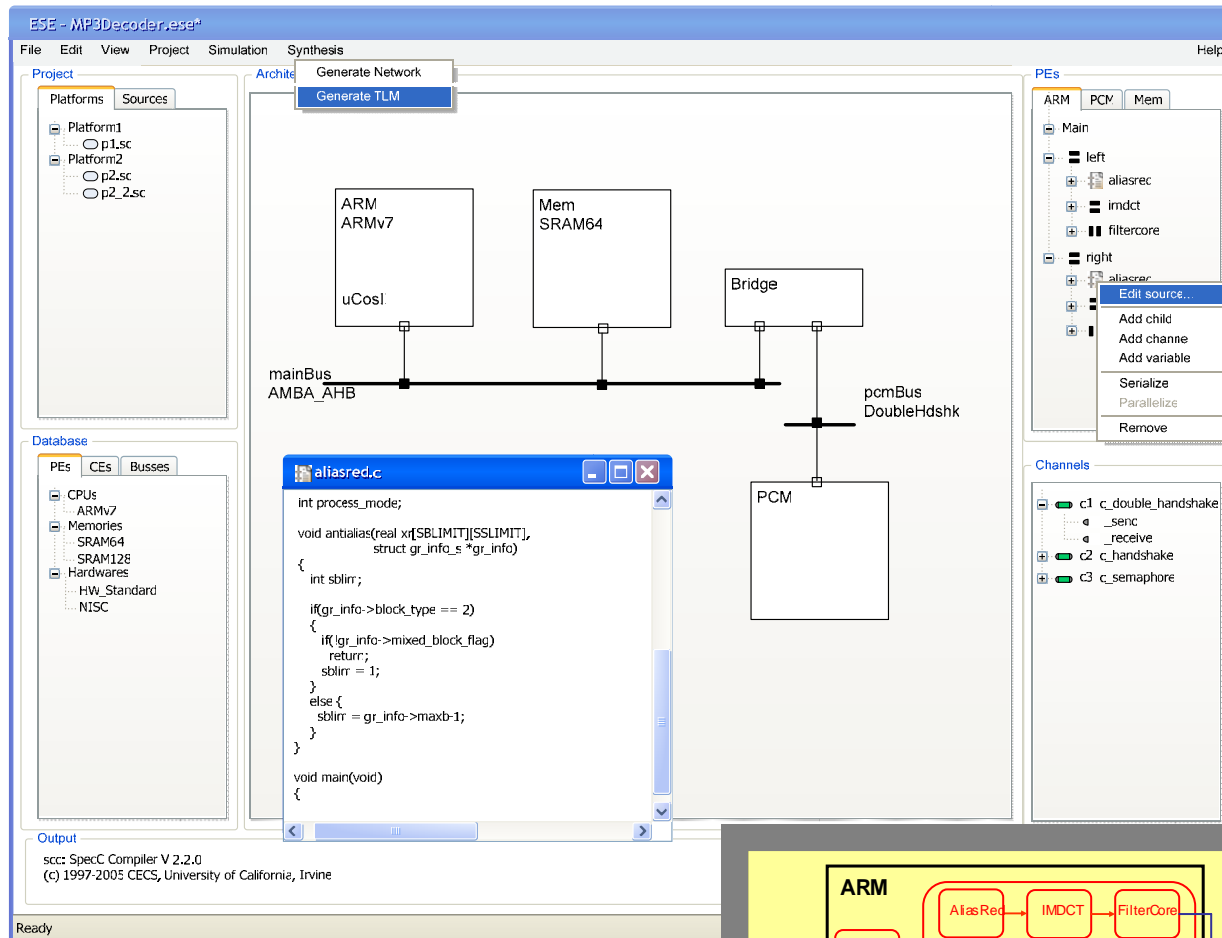 ESE - MP3Decoder.ese*
File Edit View Project Simulation Synthesis Help
Generate Network
Generate TLM
Project
Platforms Sources
Platform1
p1.sc
Platform2
p2.sc
p2_2.sc
Database
PEs CEs Busses
CPUs
ARMv7
Memories
SRAM64
SRAM128
Hardwares
HW_Standard
NISC
Archite
ARM
ARMv7
uCosI
Mem
SRAM64
Bridge
mainBus
AMBA_AHB
pcmBus
DoubleHdshk
PCM
aliasred.c
int process_mode;
void antialias(real xr[SBLIMIT][SSLIMIT],
struct gr_info_s *gr_info)
{
int sblim;
if(gr_info->block_type == 2)
{
if(!gr_info->mixed_block_flag)
return;
sblim = 1;
}
else {
sblim = gr_info->maxb-1;
}
}
void main(void)
{
PEs
ARM PCM Mem
Main
left
aliasrec
imdct
filtercore
right
aliasrec
Edit source...
Add child
Add channe
Add variable
Serialize
Parallelize
Remove
Channels
c1 c_double_handshake
_senc
_receive
c2 c_handshake
c3 c_semaphore
Output
scc: SpecC Compiler V 2.2.0
(c) 1997-2005 CECS, University of California, Irvine
Ready
ARM
AliasRed IMDCT FilterCore